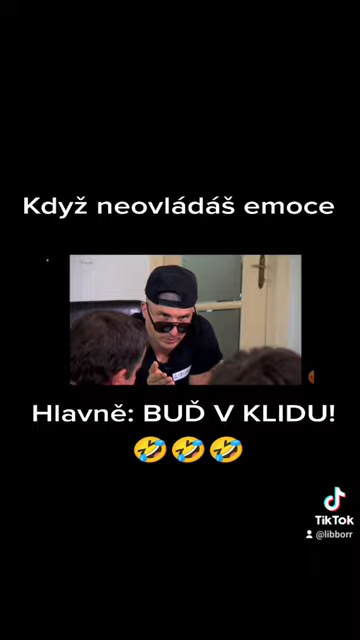 Když neovládáš emoce
Hlavně: BUĎ V KLIDU!
🤣🤣🤣
TikTok
@libborr